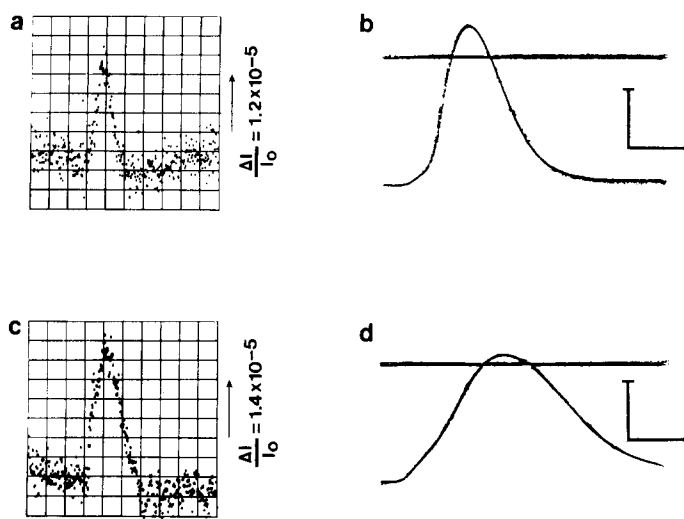 a
ΔI/I₀ = 1.2×10⁻⁵
b
c
ΔI/I₀ = 1.4×10⁻⁵
d